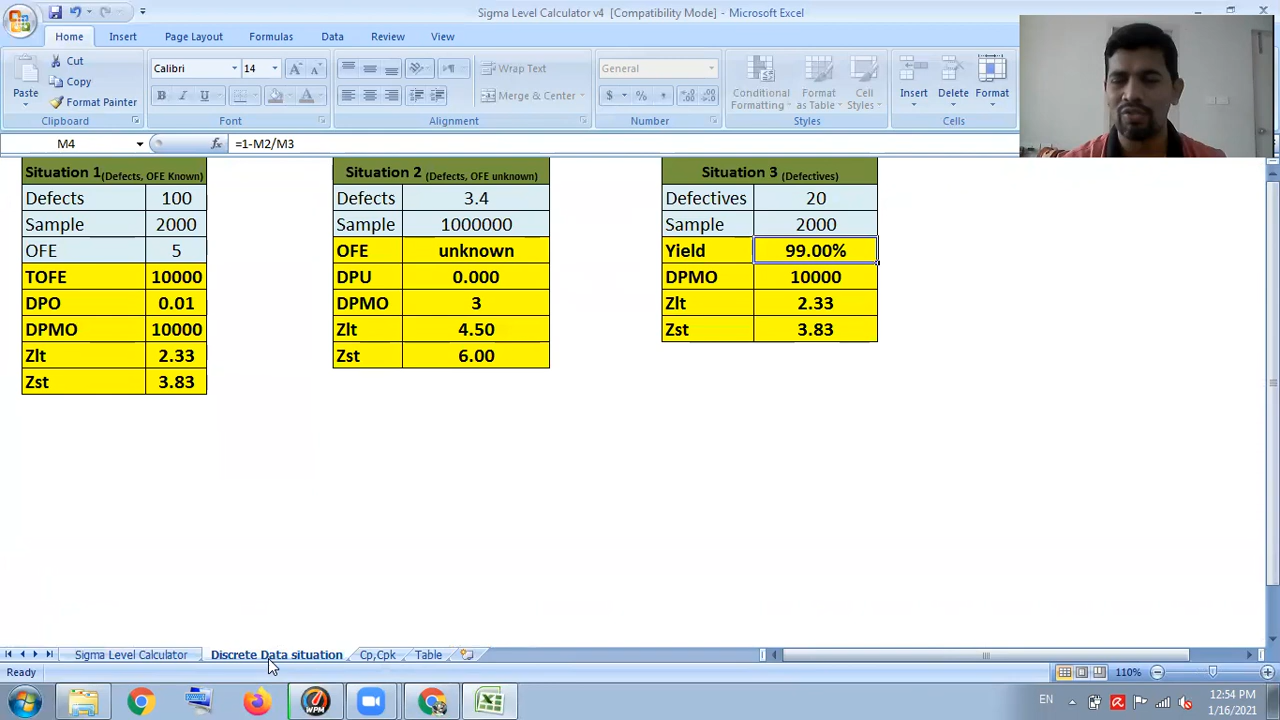 Sigma Level Calculator v4 [Compatibility Mode] - Microsoft Excel
Home Insert Page Layout Formulas Data Review View
Paste
Cut
Copy
Format Painter
Clipboard
Calibri 14
B I U
Font
Wrap Text
Merge & Center
Alignment
General
$ % ,
Number
Conditional Formatting
Format as Table
Cell Styles
Styles
Insert Delete Format
Cells
M4 fx =1-M2/M3
Situation 1(Defects, OFE Known)
Defects 100
Sample 2000
OFE 5
TOFE 10000
DPO 0.01
DPMO 10000
Zlt 2.33
Zst 3.83
Situation 2 (Defects, OFE unknown)
Defects 3.4
Sample 1000000
OFE unknown
DPU 0.000
DPMO 3
Zlt 4.50
Zst 6.00
Situation 3 (Defectives)
Defectives 20
Sample 2000
Yield 99.00%
DPMO 10000
Zlt 2.33
Zst 3.83
Sigma Level Calculator Discrete Data situation Cp,Cpk Table
Ready 110%
WPM
EN
12:54 PM
1/16/2021